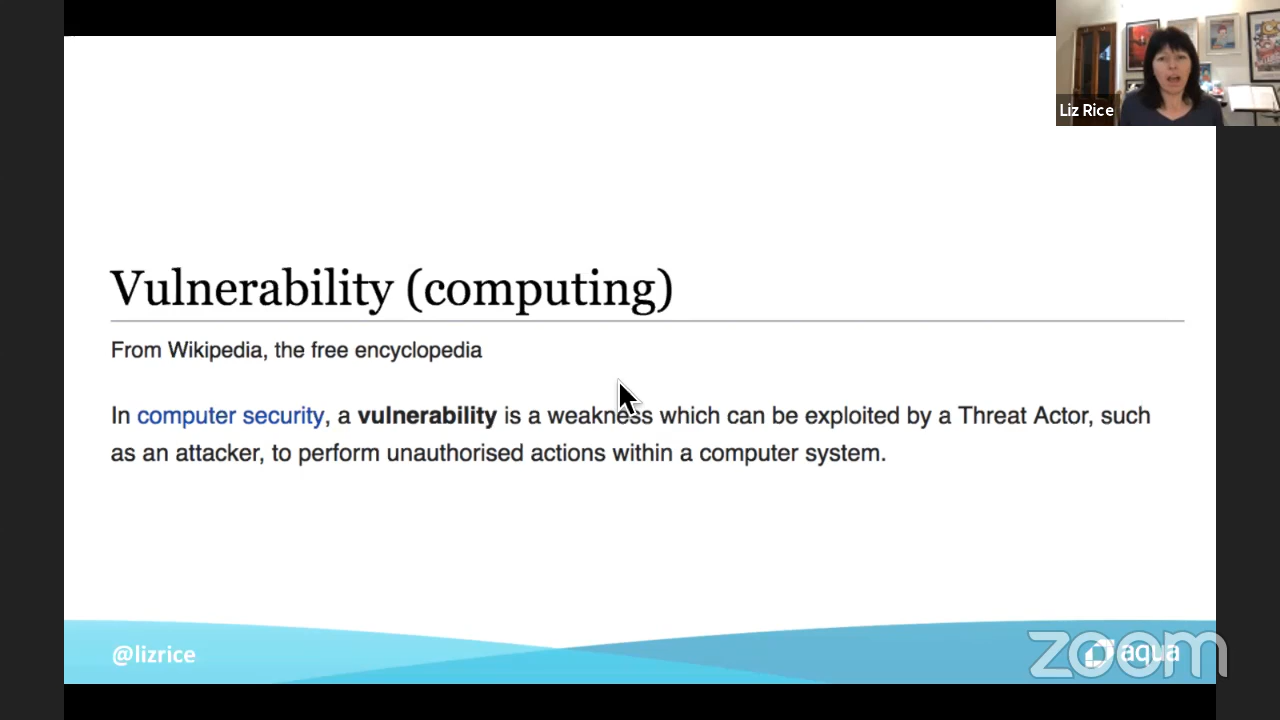 Liz Rice
Vulnerability (computing)
From Wikipedia, the free encyclopedia
In computer security, a vulnerability is a weakness which can be exploited by a Threat Actor, such
as an attacker, to perform unauthorised actions within a computer system.
@lizrice
zoom
aqua